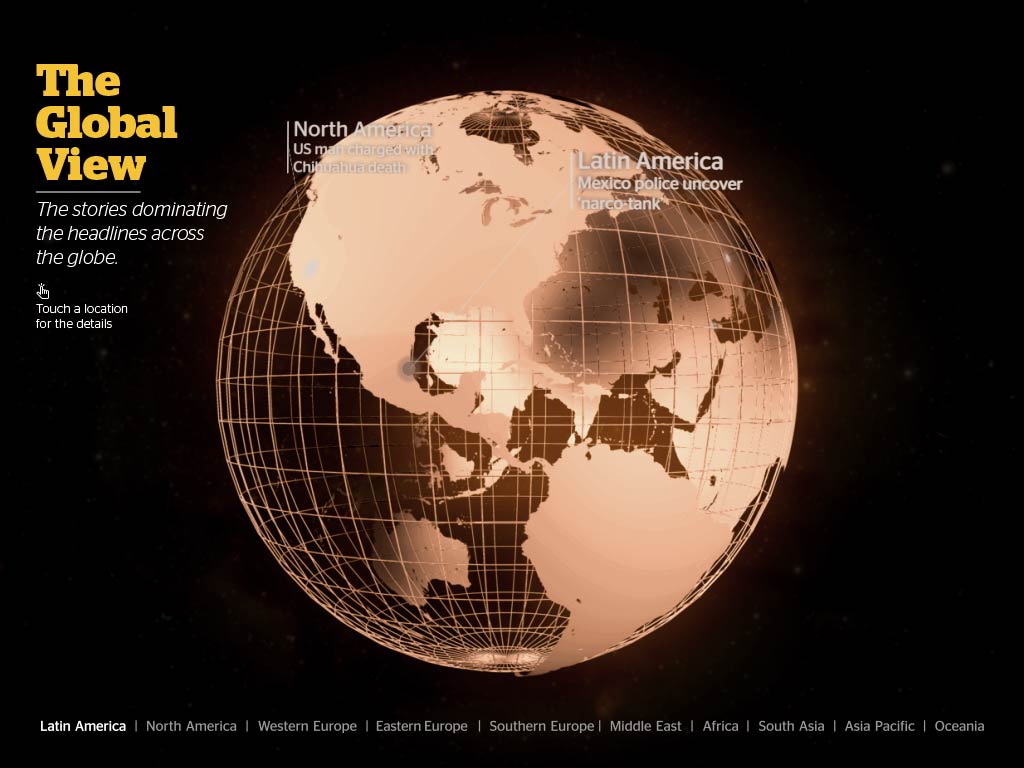 The
Global
View
The stories dominating
the headlines across
the globe.
Touch a location
for the details
North America
US man charged with
Chihuahua death
Latin America
Mexico police uncover
'narco-tank'
Latin America | North America | Western Europe | Eastern Europe | Southern Europe | Middle East | Africa | South Asia | Asia Pacific | Oceania